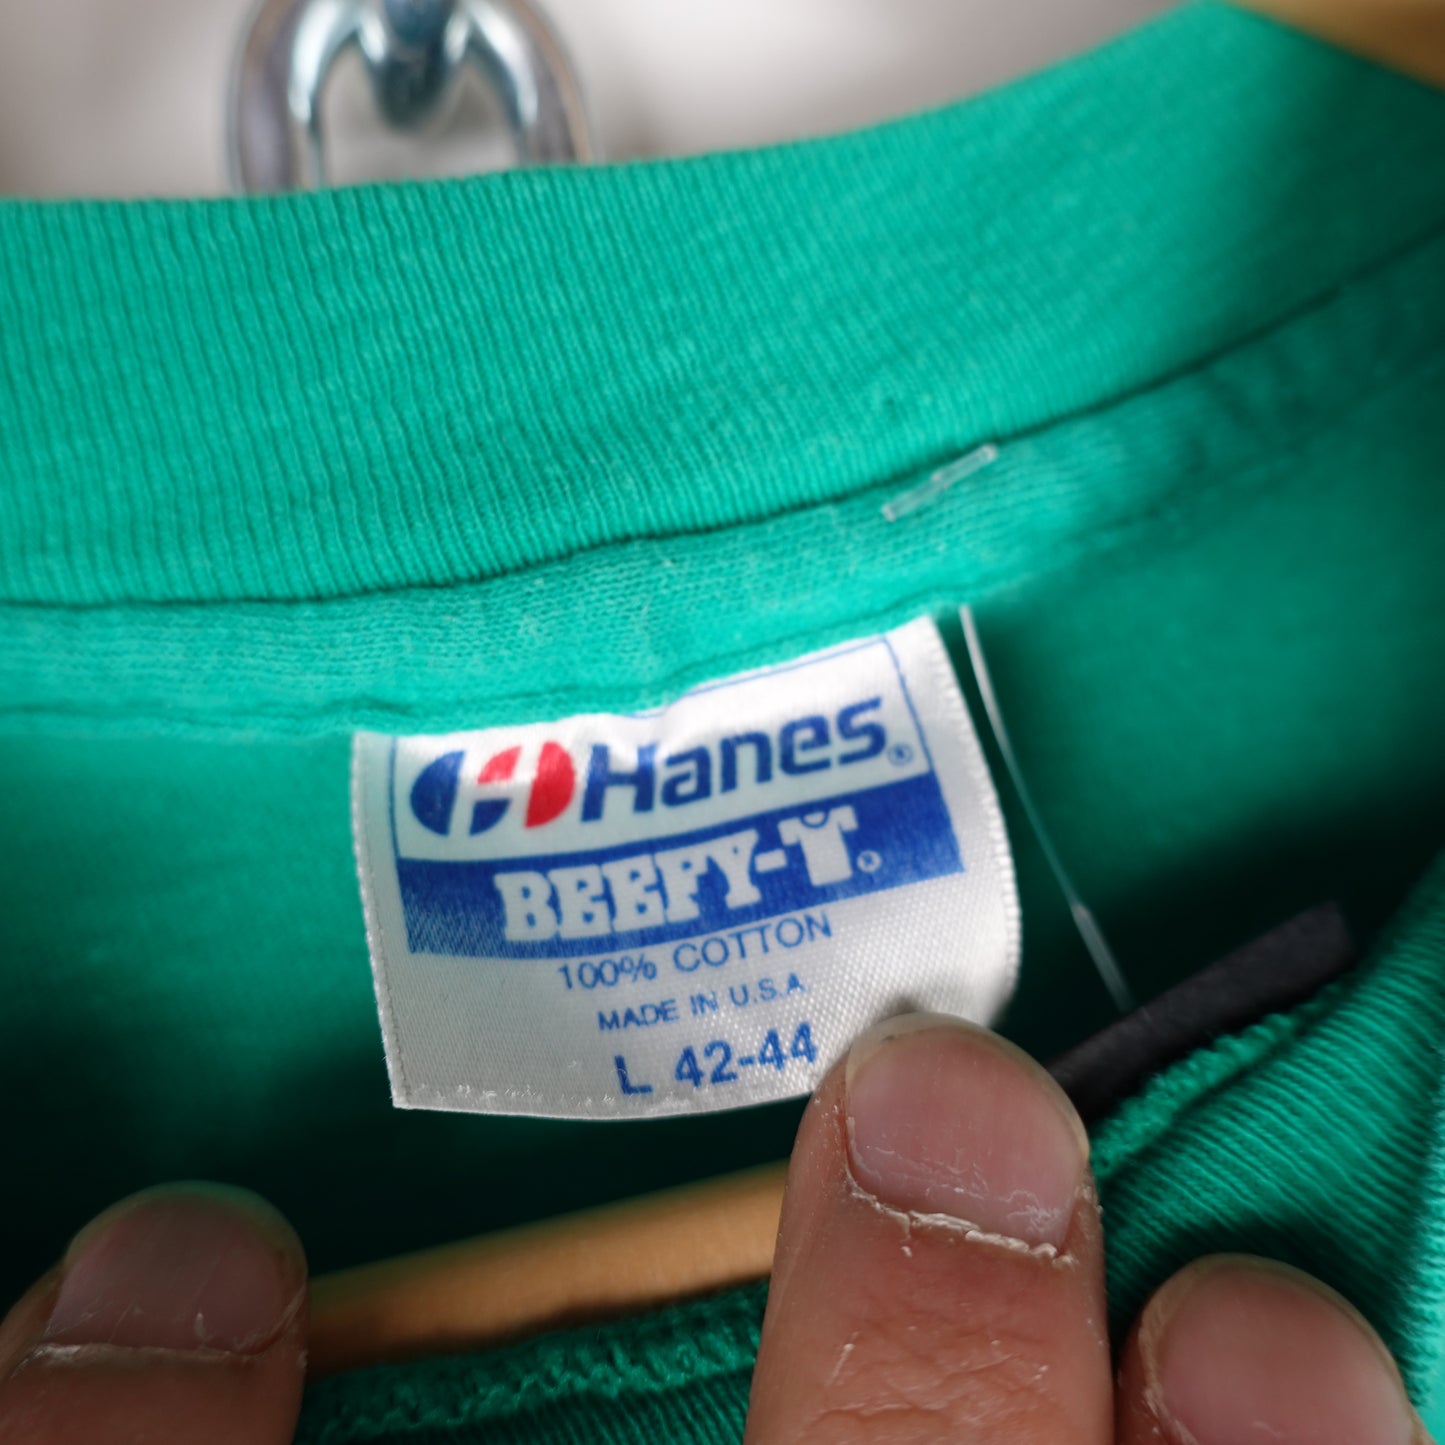 Hanes®
BEEFY-T®
100% COTTON
MADE IN U.S.A
L 42-44